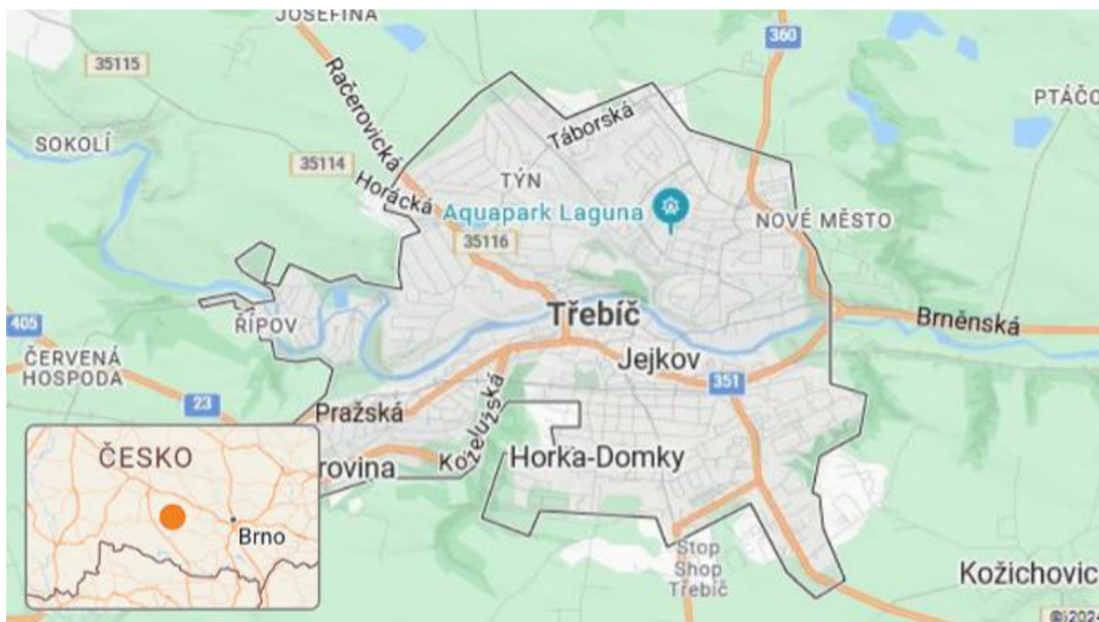 JOSEFINA
360
35115
Račerovická
PTÁČO
Táborská
SOKOLÍ
35114
TÝN
Horácká
Aquapark Laguna
NOVÉ MĚSTO
35116
Třebíč
ŘÍPOV
405
Brněnská
ČERVENÁ
HOSPODA
Jejkov
351
23
Pražská
Koželužská
rovina
Horka-Domky
ČESKO
Brno
Stop
Shop
Třebíč
Kožichovic
©2024